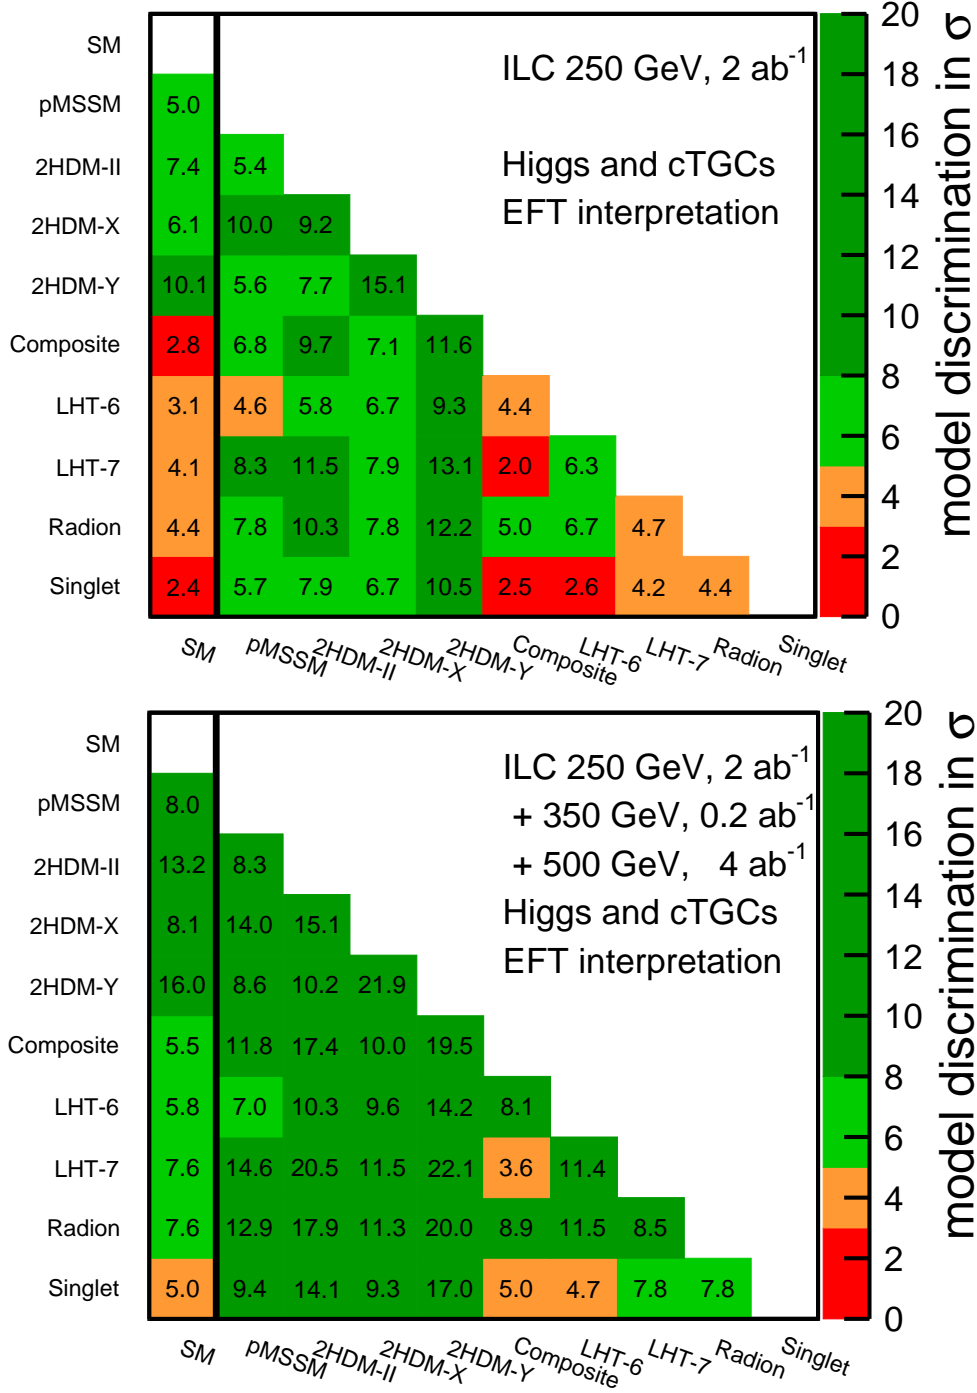 SM
ILC 250 GeV, 2 ab⁻¹
pMSSM 5.0
2HDM-II 7.4 5.4
Higgs and cTGCs
2HDM-X 6.1 10.0 9.2
EFT interpretation
2HDM-Y 10.1 5.6 7.7 15.1
Composite 2.8 6.8 9.7 7.1 11.6
LHT-6 3.1 4.6 5.8 6.7 9.3 4.4
LHT-7 4.1 8.3 11.5 7.9 13.1 2.0 6.3
Radion 4.4 7.8 10.3 7.8 12.2 5.0 6.7 4.7
Singlet 2.4 5.7 7.9 6.7 10.5 2.5 2.6 4.2 4.4
SM pMSSM 2HDM-II 2HDM-X 2HDM-Y Composite LHT-6 LHT-7 Radion Singlet
20
18
16
14
12
10
8
6
4
2
0
model discrimination in σ
SM
ILC 250 GeV, 2 ab⁻¹
+ 350 GeV, 0.2 ab⁻¹
+ 500 GeV, 4 ab⁻¹
Higgs and cTGCs
EFT interpretation
pMSSM 8.0
2HDM-II 13.2 8.3
2HDM-X 8.1 14.0 15.1
2HDM-Y 16.0 8.6 10.2 21.9
Composite 5.5 11.8 17.4 10.0 19.5
LHT-6 5.8 7.0 10.3 9.6 14.2 8.1
LHT-7 7.6 14.6 20.5 11.5 22.1 3.6 11.4
Radion 7.6 12.9 17.9 11.3 20.0 8.9 11.5 8.5
Singlet 5.0 9.4 14.1 9.3 17.0 5.0 4.7 7.8 7.8
SM pMSSM 2HDM-II 2HDM-X 2HDM-Y Composite LHT-6 LHT-7 Radion Singlet
20
18
16
14
12
10
8
6
4
2
0
model discrimination in σ